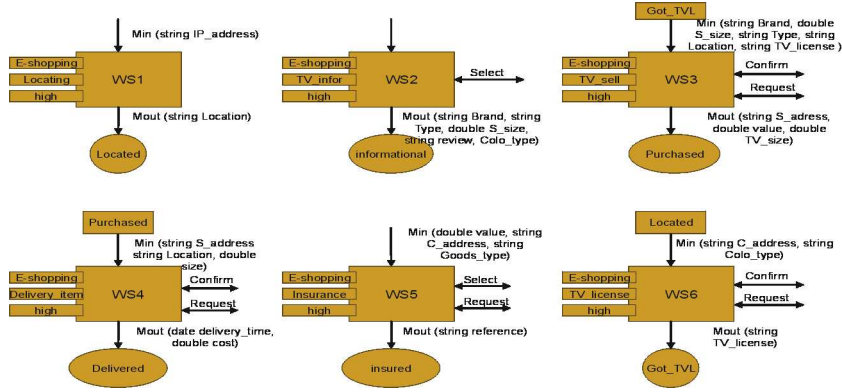 Min (string IP_address)
E-shopping
Locating
high
WS1
Mout (string Location)
Located
E-shopping
TV_infor
high
WS2
Select
Mout (string Brand, string
Type, double S_size,
string review, Colo_type)
informational
Got_TVL
Min (string Brand, double
S_size, string Type, string
Location, string TV_license )
E-shopping
TV_sell
high
WS3
Confirm
Request
Mout (string S_adress,
double value, double
TV_size)
Purchased
Purchased
Min (string S_address
string Location, double
size)
E-shopping
Delivery_item
high
WS4
Confirm
Request
Mout (date delivery_time,
double cost)
Delivered
Min (double value, string
C_address, string
Goods_type)
E-shopping
Insurance
high
WS5
Select
Request
Mout (string reference)
insured
Located
Min (string C_address, string
Colo_type)
E-shopping
TV_license
high
WS6
Confirm
Request
Mout (string
TV_license)
Got_TVL